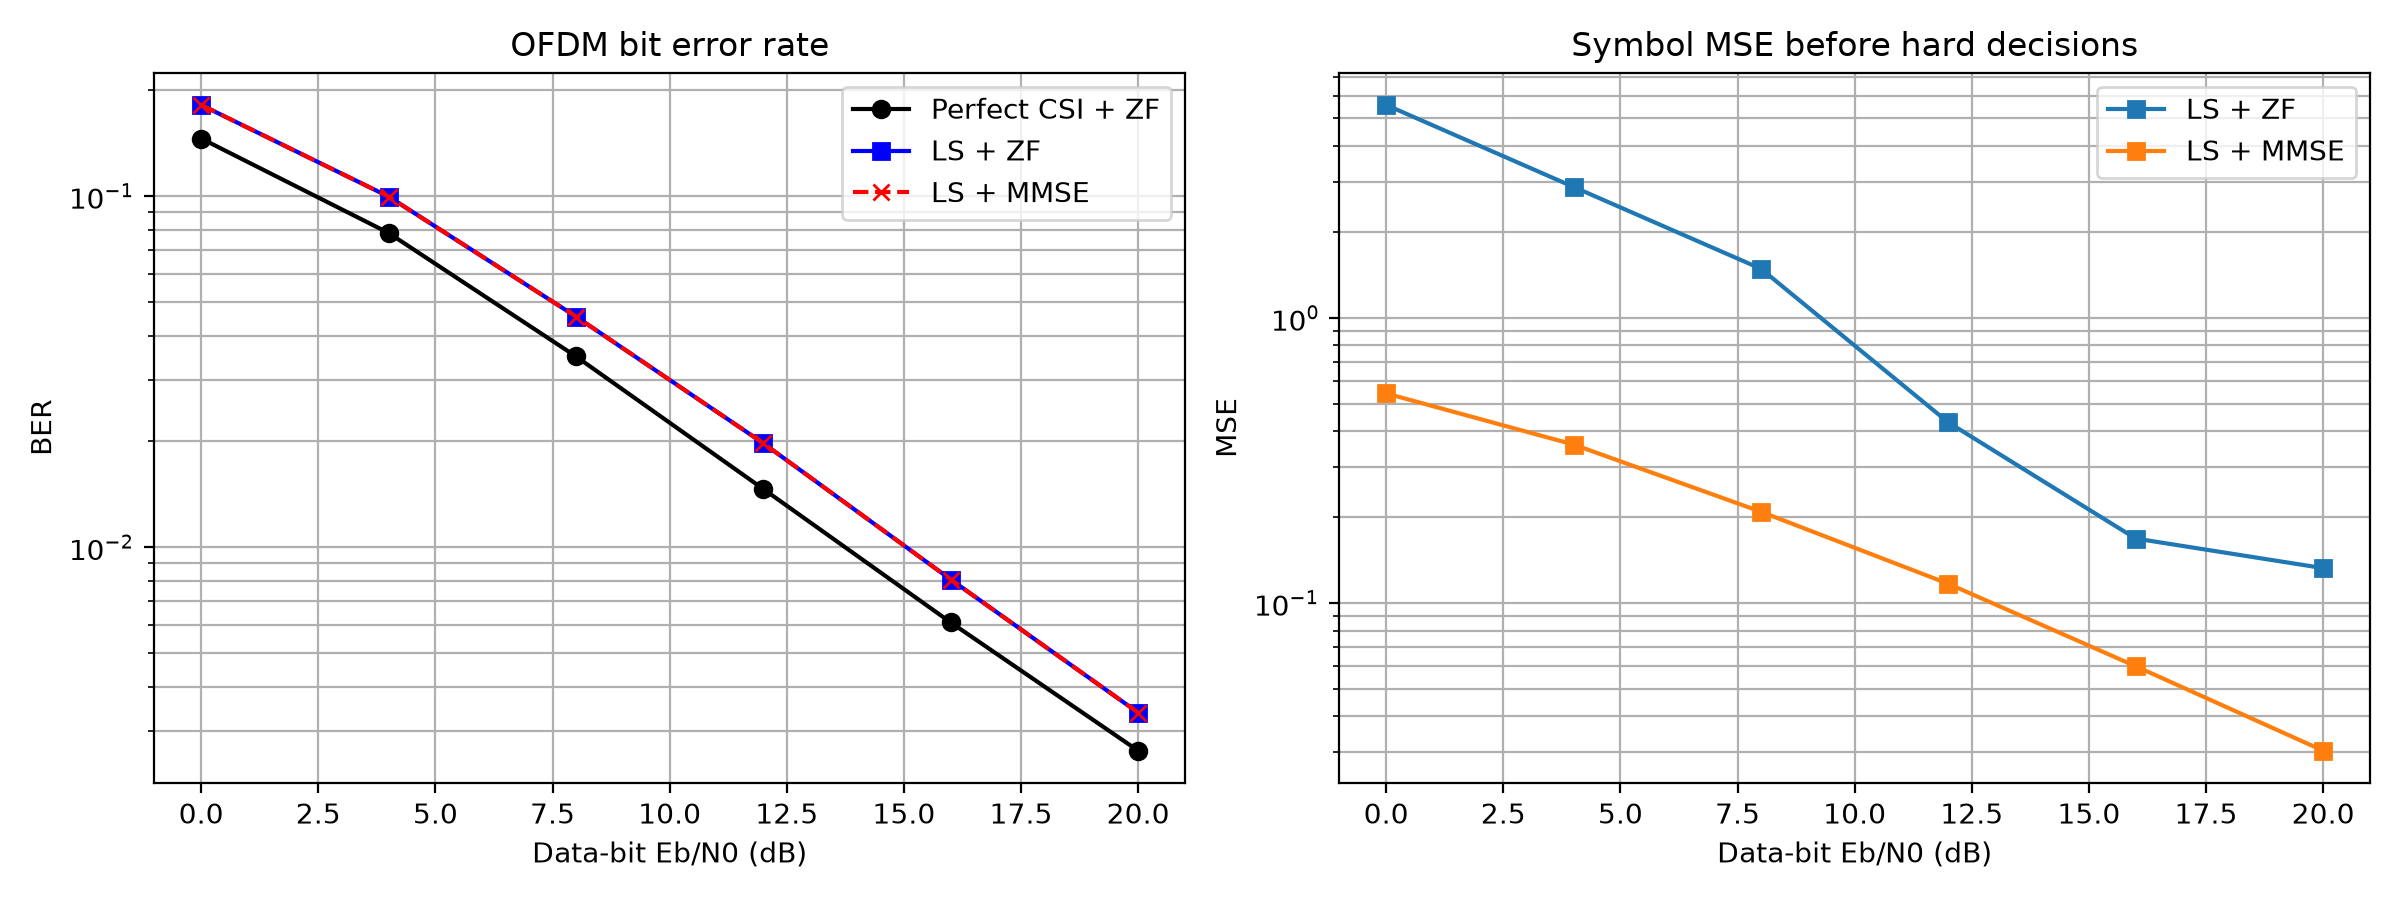 OFDM bit error rate
Perfect CSI + ZF
LS + ZF
LS + MMSE
BER
10⁻¹
10⁻²
0.0 2.5 5.0 7.5 10.0 12.5 15.0 17.5 20.0
Data-bit Eb/N0 (dB)
Symbol MSE before hard decisions
LS + ZF
LS + MMSE
MSE
10⁰
10⁻¹
0.0 2.5 5.0 7.5 10.0 12.5 15.0 17.5 20.0
Data-bit Eb/N0 (dB)